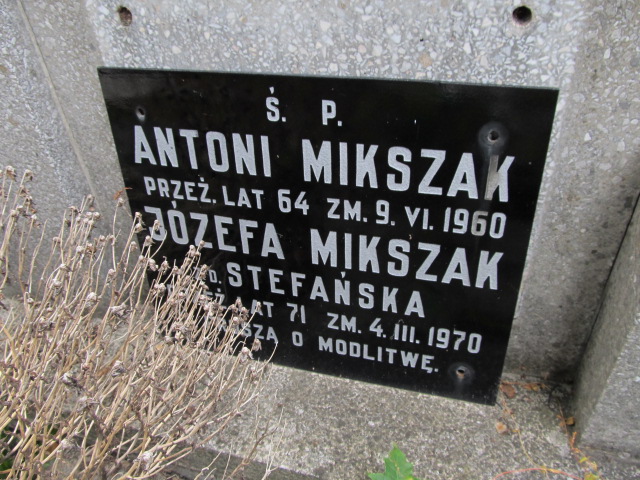 Ś. P.
ANTONI MIKSZAK
PRZEŻ. LAT 64 ZM. 9. VI. 1960
JÓZEFA MIKSZAK
STEFAŃSKA
LAT 71 ZM. 4. III. 1970
O MODLITWĘ.